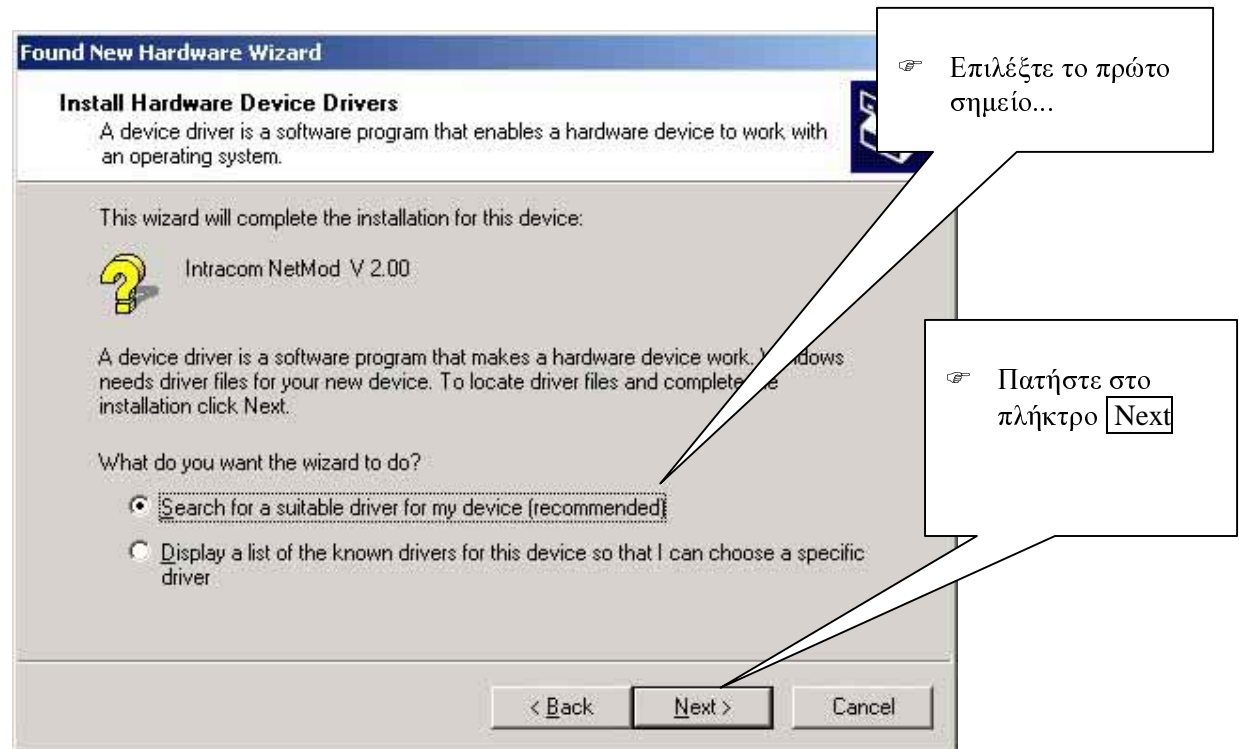 Found New Hardware Wizard
Install Hardware Device Drivers
A device driver is a software program that enables a hardware device to work with
an operating system.
☞ Επιλέξτε το πρώτο
σημείο...
This wizard will complete the installation for this device:
Intracom NetMod V 2.00
A device driver is a software program that makes a hardware device work.
needs driver files for your new device. To locate driver files and complete
installation click Next.
☞ Πατήστε στο
πλήκτρο Next
What do you want the wizard to do?
Search for a suitable driver for my device (recommended)
Display a list of the known drivers for this device so that I can choose a specific
driver
< Back
Next >
Cancel